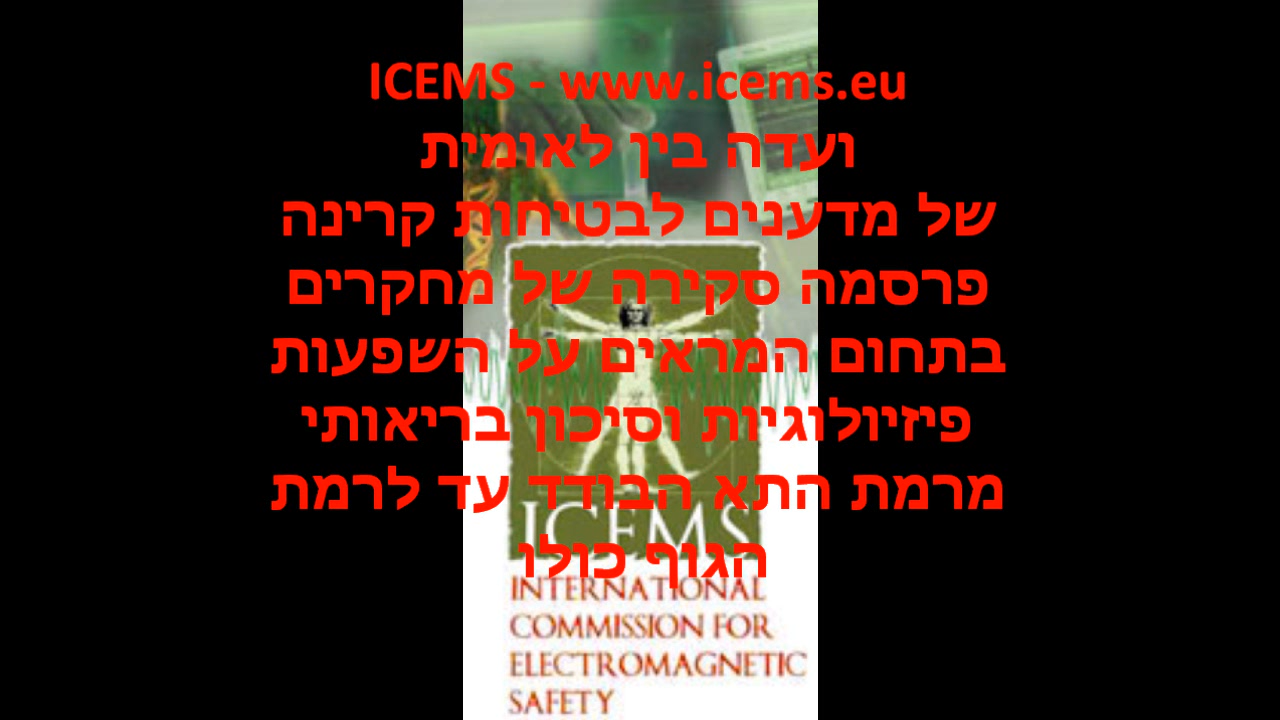 ICEMS - www.icems.eu
ועדה בין לאומית
של מדענים לבטיחות קרינה
פרסמה סקירה של מחקרים
בתחום המראים על השפעות
פיזיולוגיות וסיכון בריאותי
מרמת התא הבודד עד לרמת
הגוף כולו
ICEMS
INTERNATIONAL
COMMISSION FOR
ELECTROMAGNETIC
SAFETY